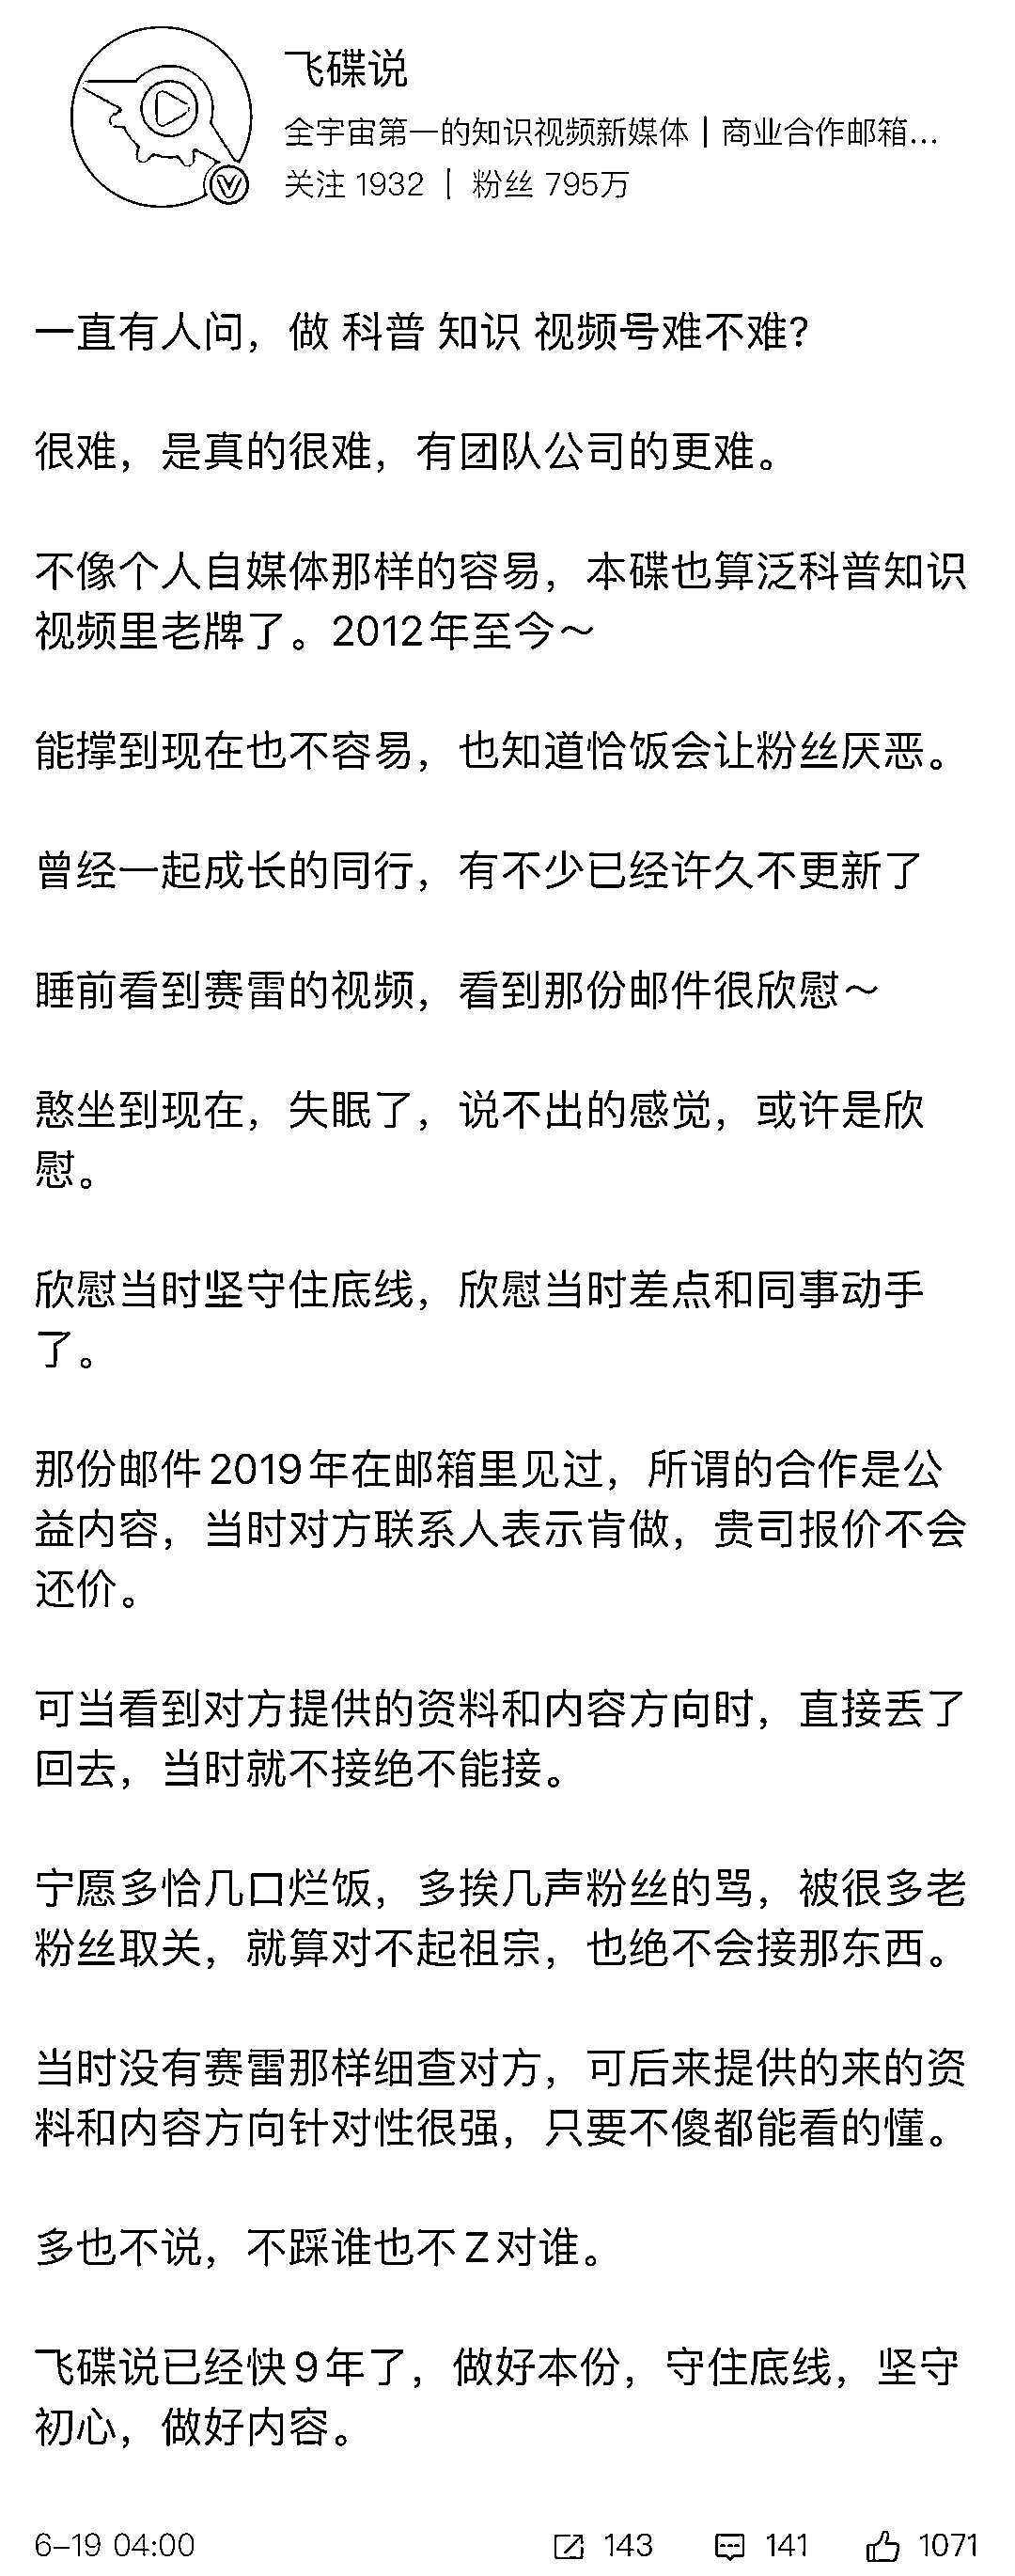 飞碟说
全宇宙第一的知识视频新媒体 | 商业合作邮箱...
关注 1932 | 粉丝 795万
一直有人问，做 科普 知识 视频号难不难?
很难，是真的很难，有团队公司的更难。
不像个人自媒体那样的容易，本碟也算泛科普知识
视频里老牌了。2012年至今～
能撑到现在也不容易，也知道恰饭会让粉丝厌恶。
曾经一起成长的同行，有不少已经许久不更新了
睡前看到赛雷的视频，看到那份邮件很欣慰～
憨坐到现在，失眠了，说不出的感觉，或许是欣
慰。
欣慰当时坚守住底线，欣慰当时差点和同事动手
了。
那份邮件2019年在邮箱里见过，所谓的合作是公
益内容，当时对方联系人表示肯做，贵司报价不会
还价。
可当看到对方提供的资料和内容方向时，直接丢了
回去，当时就不接绝不能接。
宁愿多恰几口烂饭，多挨几声粉丝的骂，被很多老
粉丝取关，就算对不起祖宗，也绝不会接那东西。
当时没有赛雷那样细查对方，可后来提供的来的资
料和内容方向针对性很强，只要不傻都能看的懂。
多也不说，不踩谁也不Z对谁。
飞碟说已经快9年了，做好本份，守住底线，坚守
初心，做好内容。
6-19 04:00 143 141 1071